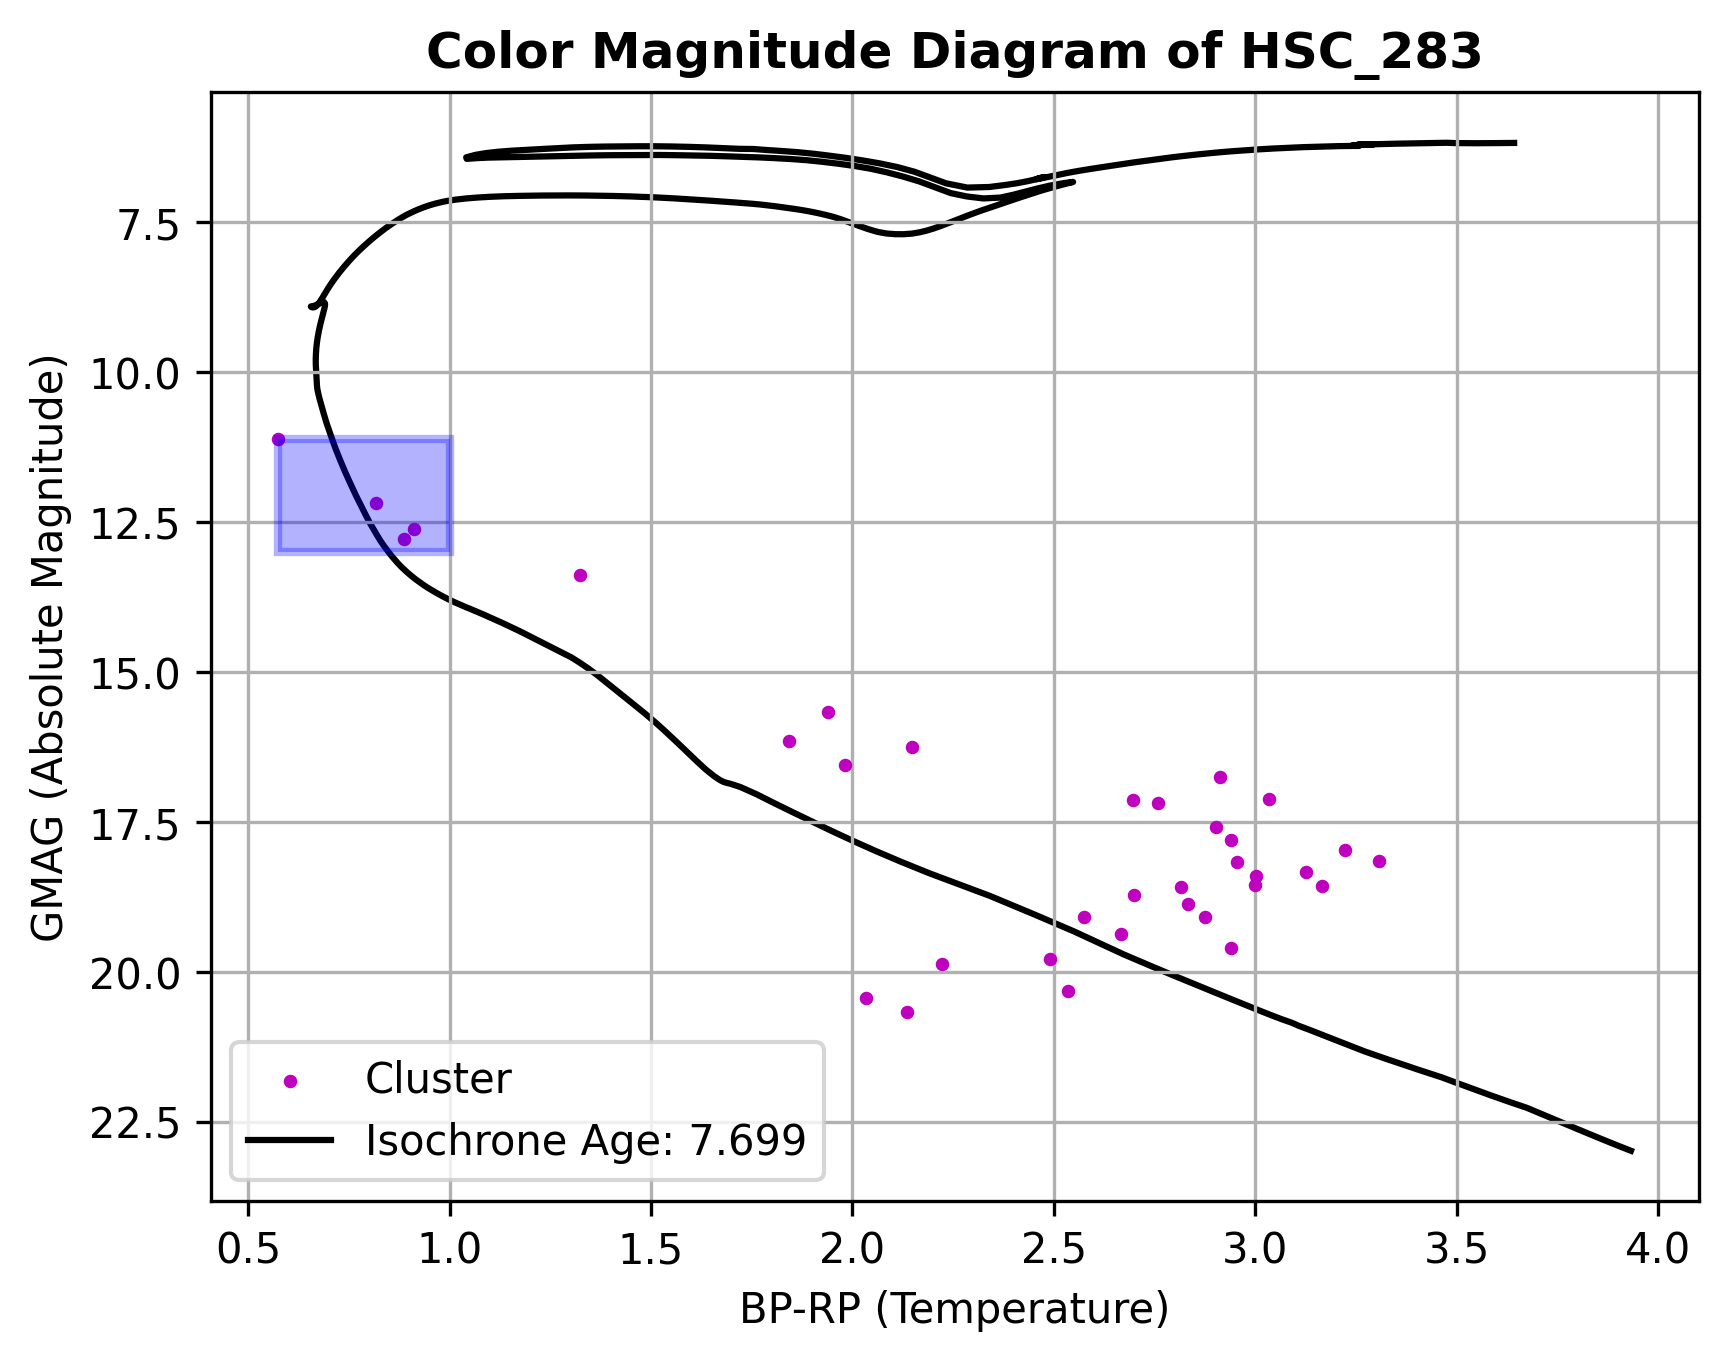 Color Magnitude Diagram of HSC_283
GMAG (Absolute Magnitude)
7.5
10.0
12.5
15.0
17.5
20.0
22.5
Cluster
Isochrone Age: 7.699
0.5 1.0 1.5 2.0 2.5 3.0 3.5 4.0
BP-RP (Temperature)